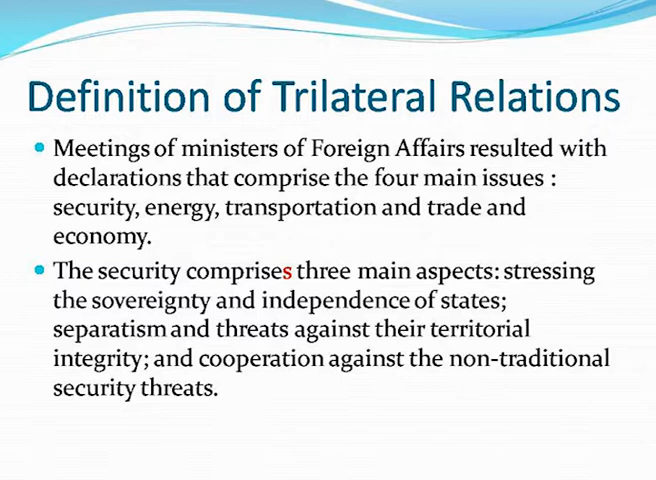 Definition of Trilateral Relations
Meetings of ministers of Foreign Affairs resulted with
declarations that comprise the four main issues :
security, energy, transportation and trade and
economy.
The security comprises three main aspects: stressing
the sovereignty and independence of states;
separatism and threats against their territorial
integrity; and cooperation against the non-traditional
security threats.